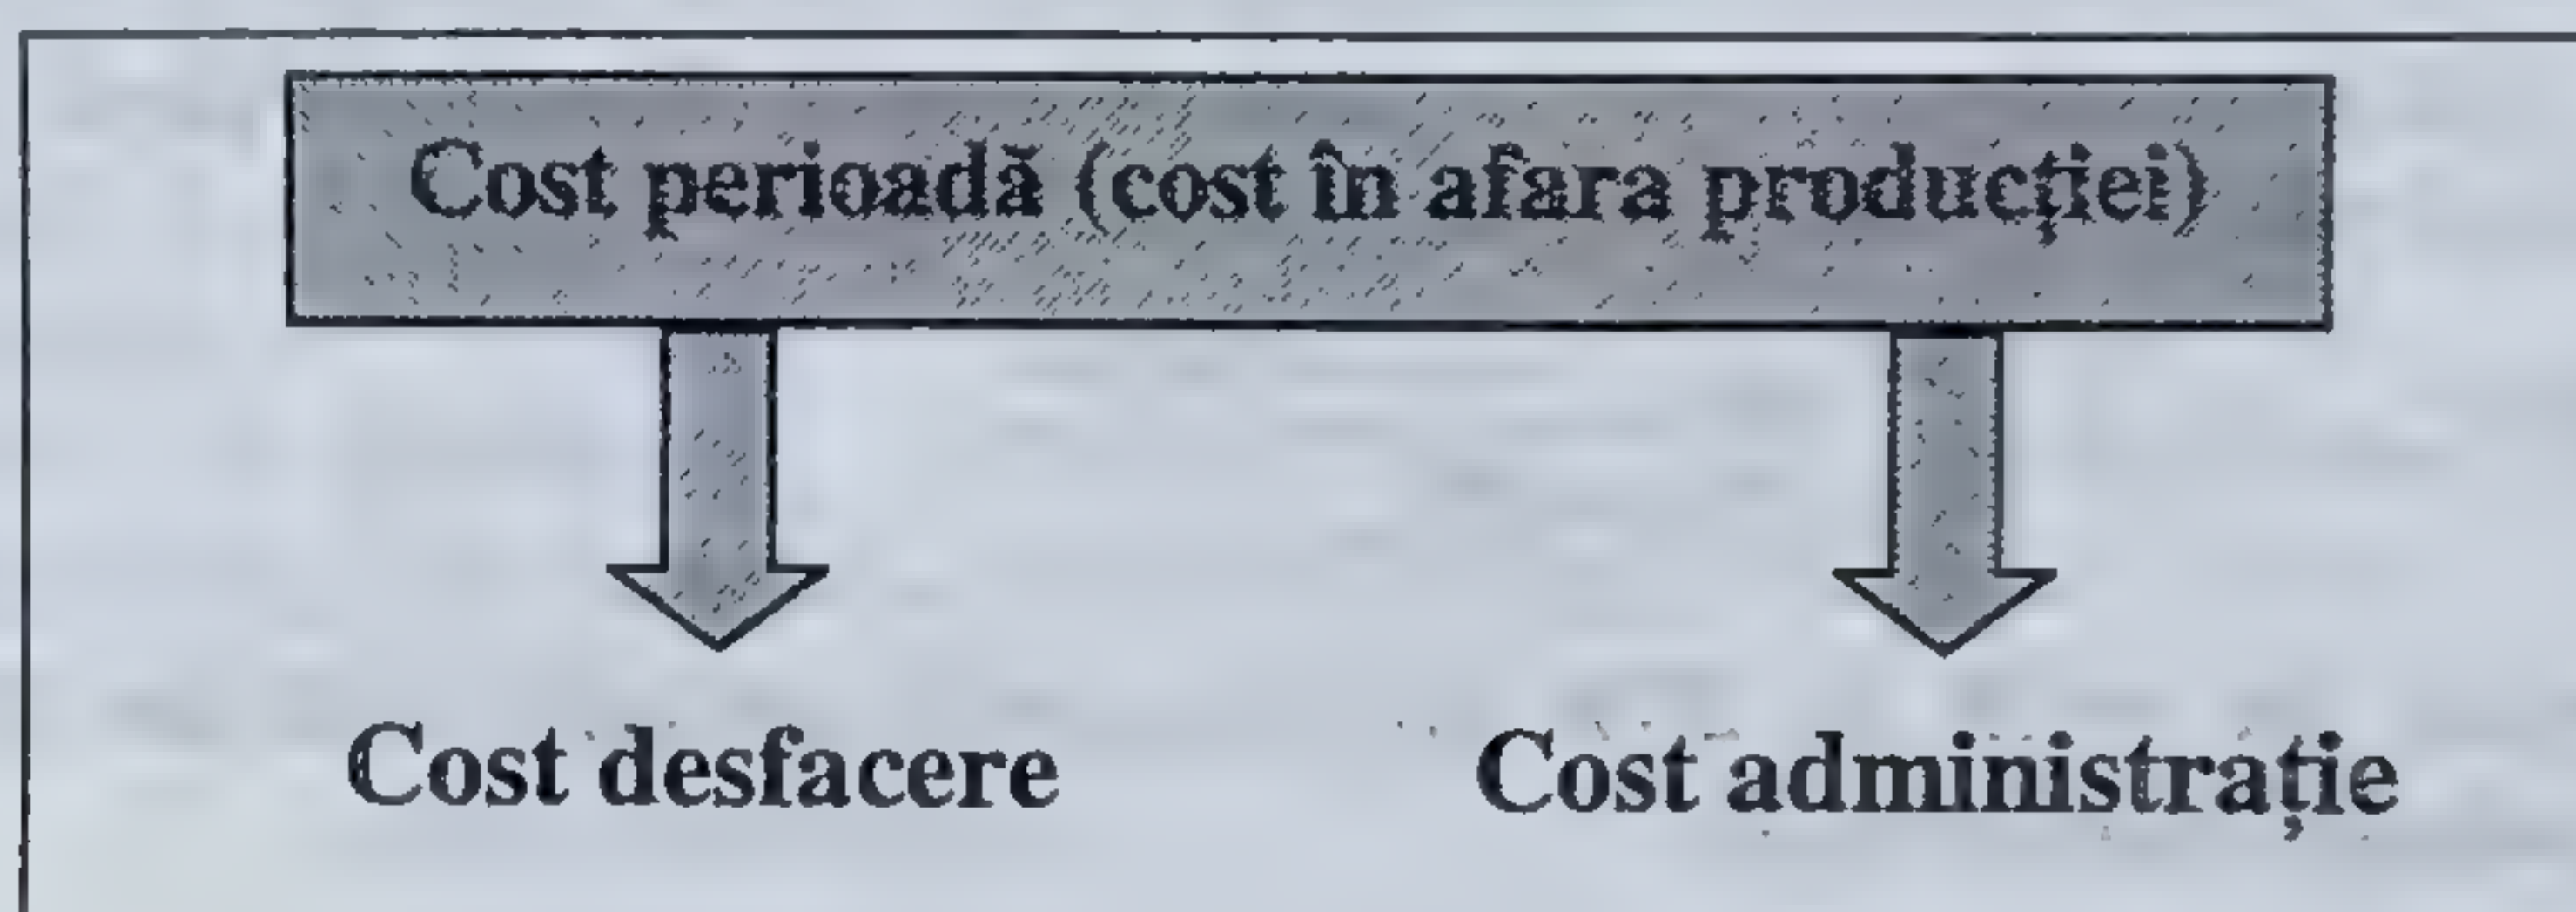 Cost perioadă (cost în afara producției)
Cost desfacere
Cost administrație